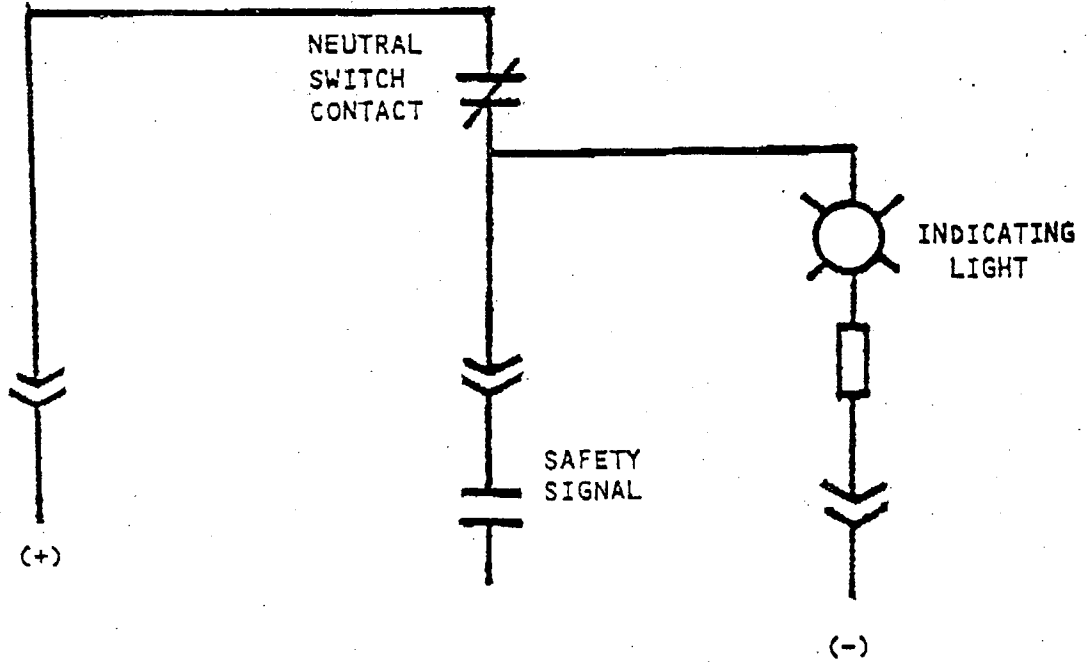 NEUTRAL
SWITCH
CONTACT
INDICATING
LIGHT
SAFETY
SIGNAL
(+)
(-)